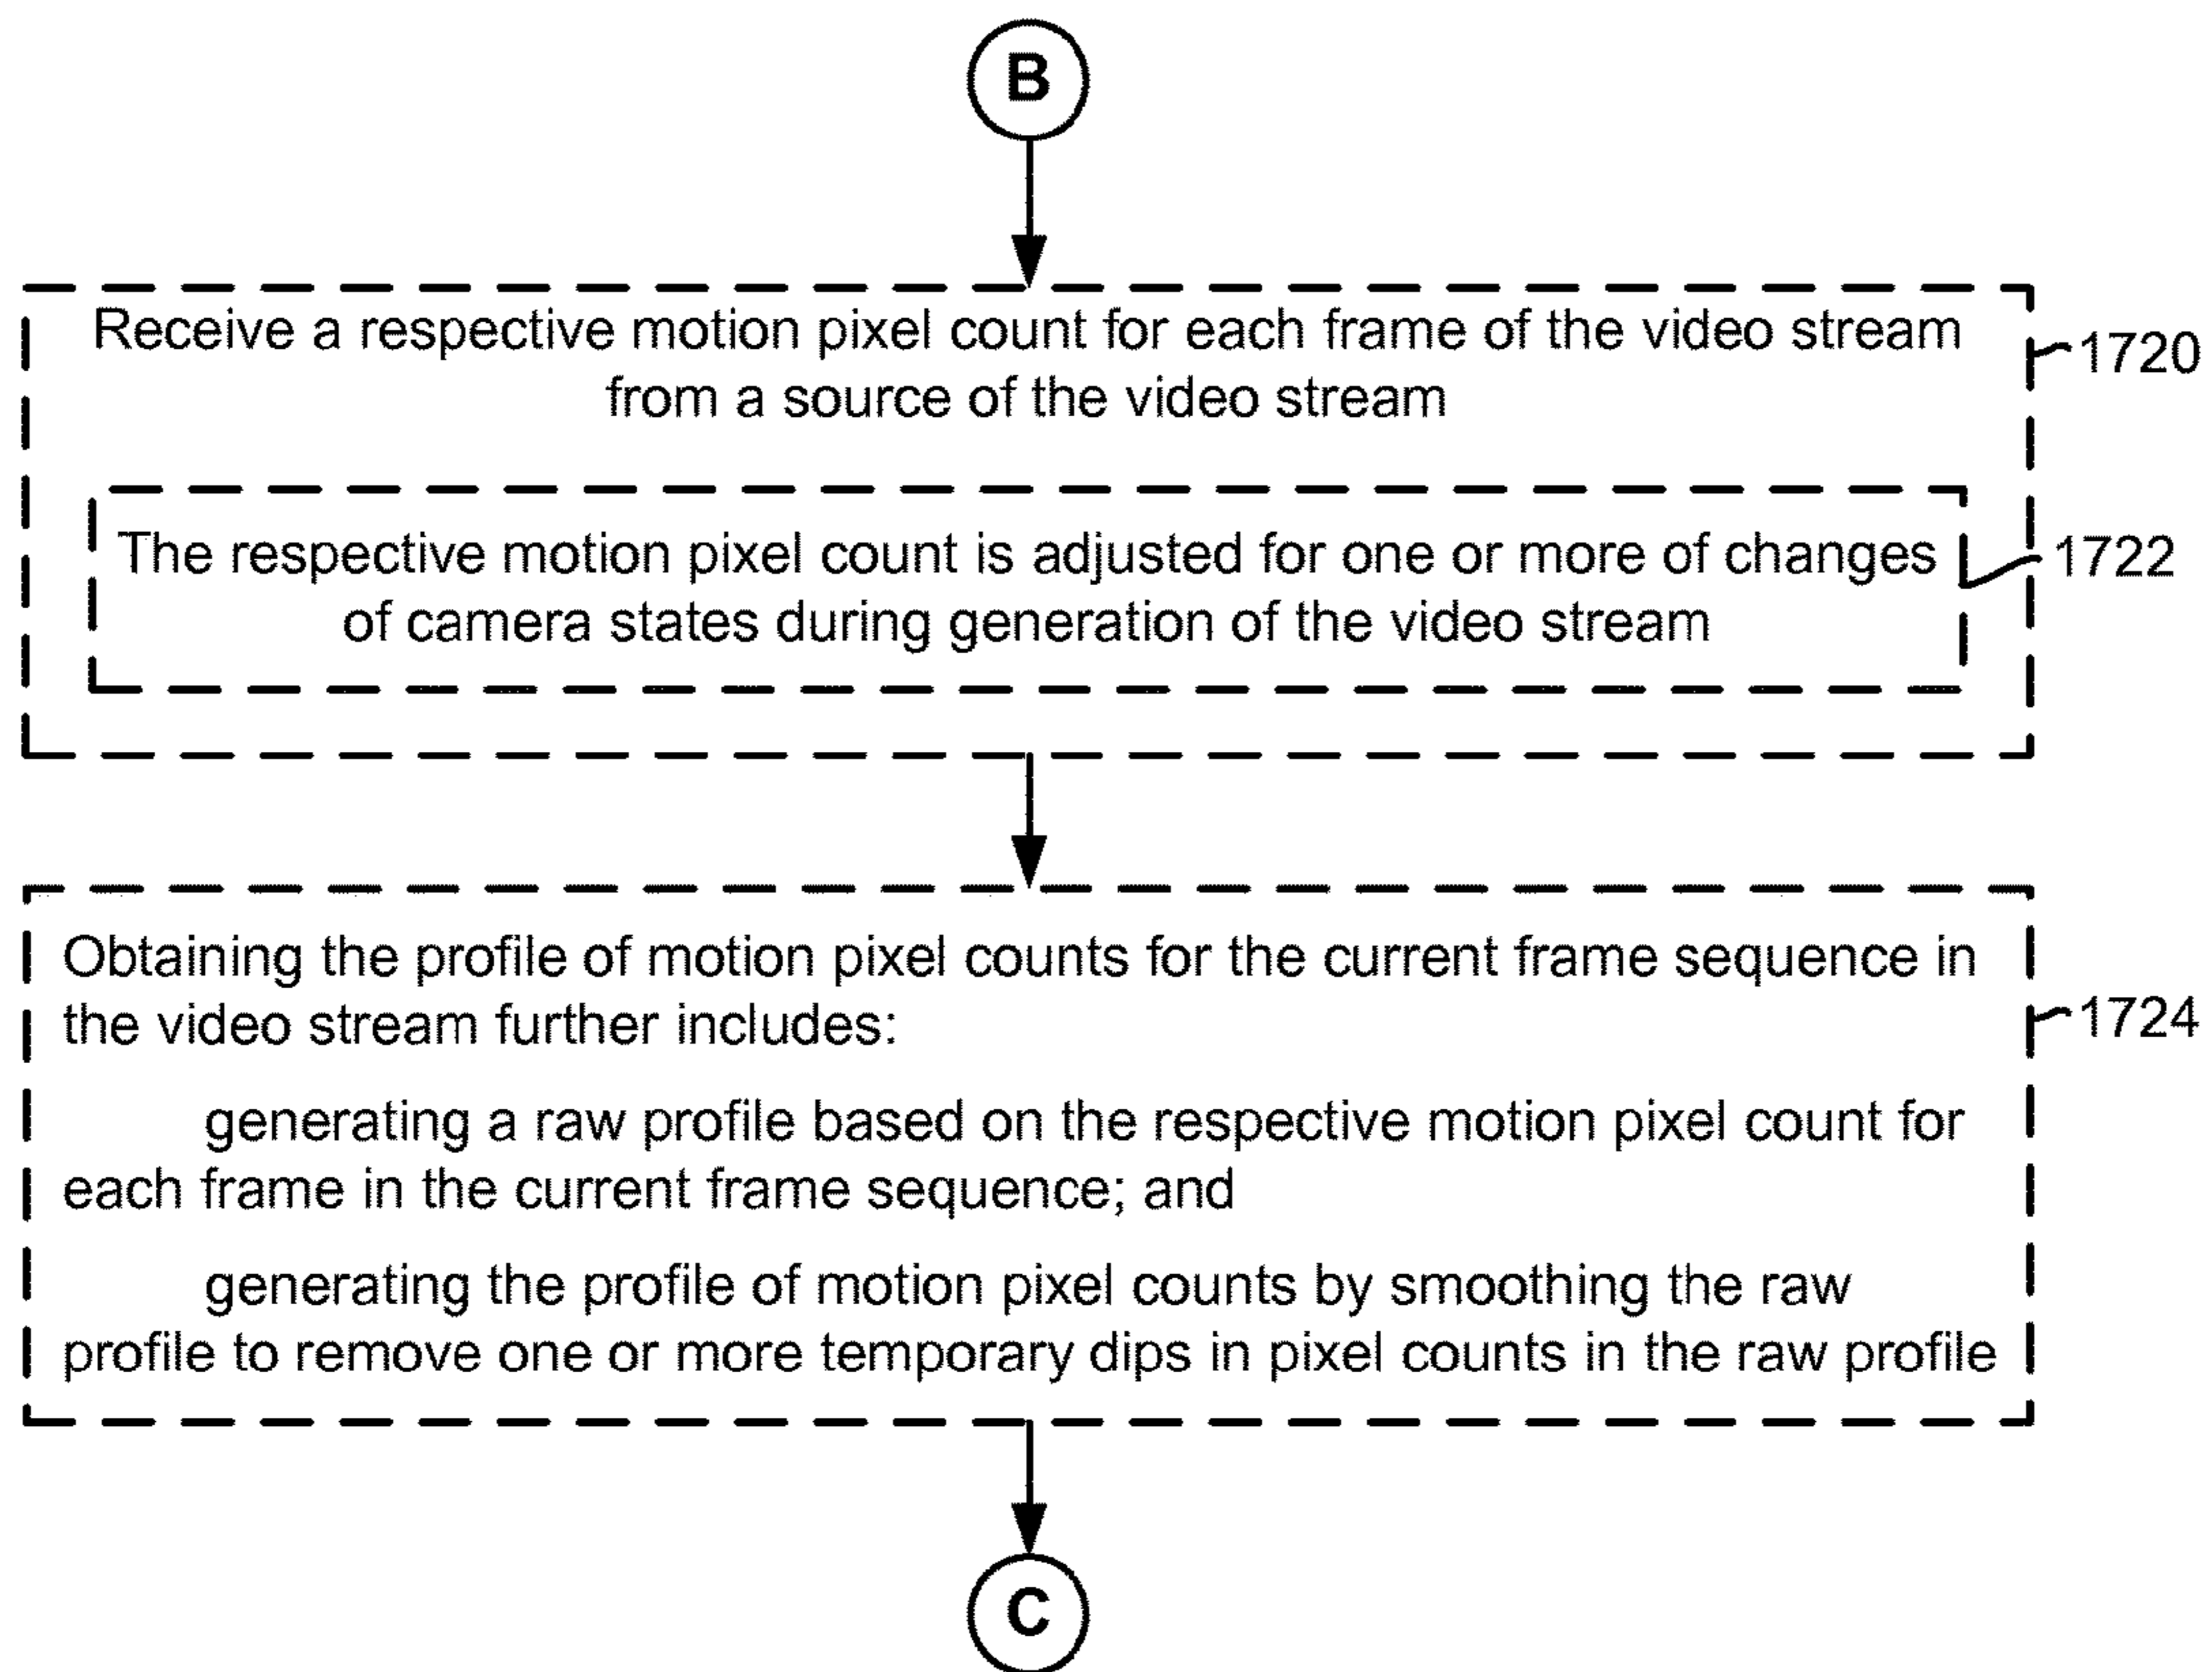 B
Receive a respective motion pixel count for each frame of the video stream
from a source of the video stream
1720
The respective motion pixel count is adjusted for one or more of changes
of camera states during generation of the video stream
1722
Obtaining the profile of motion pixel counts for the current frame sequence in
the video stream further includes:
1724
generating a raw profile based on the respective motion pixel count for
each frame in the current frame sequence; and
generating the profile of motion pixel counts by smoothing the raw
profile to remove one or more temporary dips in pixel counts in the raw profile
C